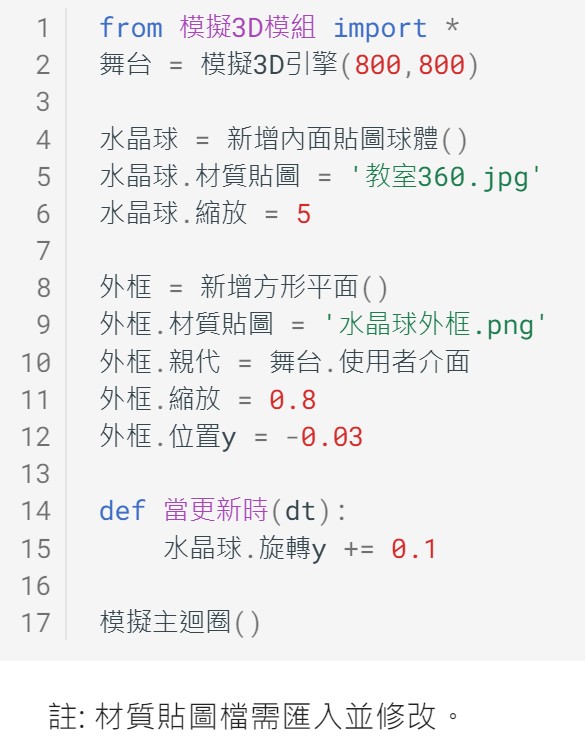 1 from 模擬3D模組 import *
2 舞台 = 模擬3D引擎(800,800)
3
4 水晶球 = 新增內面貼圖球體()
5 水晶球.材質貼圖 = '教室360.jpg'
6 水晶球.縮放 = 5
7
8 外框 = 新增方形平面()
9 外框.材質貼圖 = '水晶球外框.png'
10 外框.親代 = 舞台.使用者介面
11 外框.縮放 = 0.8
12 外框.位置y = -0.03
13
14 def 當更新時(dt):
15     水晶球.旋轉y += 0.1
16
17 模擬主迴圈()
註: 材質貼圖檔需匯入並修改。